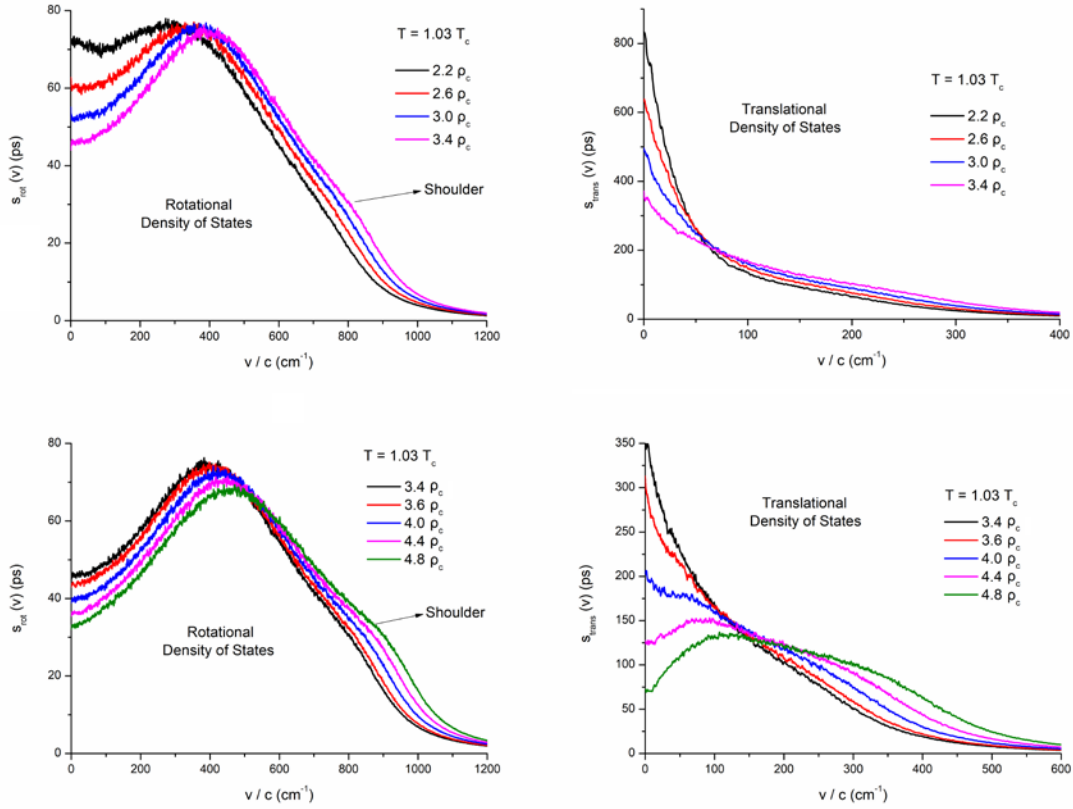 80
60
40
20
0
s_rot (ν) (ps)
T = 1.03 T_c
2.2 ρ_c
2.6 ρ_c
3.0 ρ_c
3.4 ρ_c
Shoulder
Rotational
Density of States
0 200 400 600 800 1000 1200
ν / c (cm⁻¹)
800
600
400
200
0
s_trans (ν) (ps)
Translational
Density of States
T = 1.03 T_c
2.2 ρ_c
2.6 ρ_c
3.0 ρ_c
3.4 ρ_c
0 100 200 300 400
ν / c (cm⁻¹)
80
60
40
20
0
s_rot (ν) (ps)
T = 1.03 T_c
3.4 ρ_c
3.6 ρ_c
4.0 ρ_c
4.4 ρ_c
4.8 ρ_c
Shoulder
Rotational
Density of States
0 200 400 600 800 1000 1200
ν / c (cm⁻¹)
350
300
250
200
150
100
50
0
s_trans (ν) (ps)
Translational
Density of States
T = 1.03 T_c
3.4 ρ_c
3.6 ρ_c
4.0 ρ_c
4.4 ρ_c
4.8 ρ_c
0 100 200 300 400 500 600
ν / c (cm⁻¹)